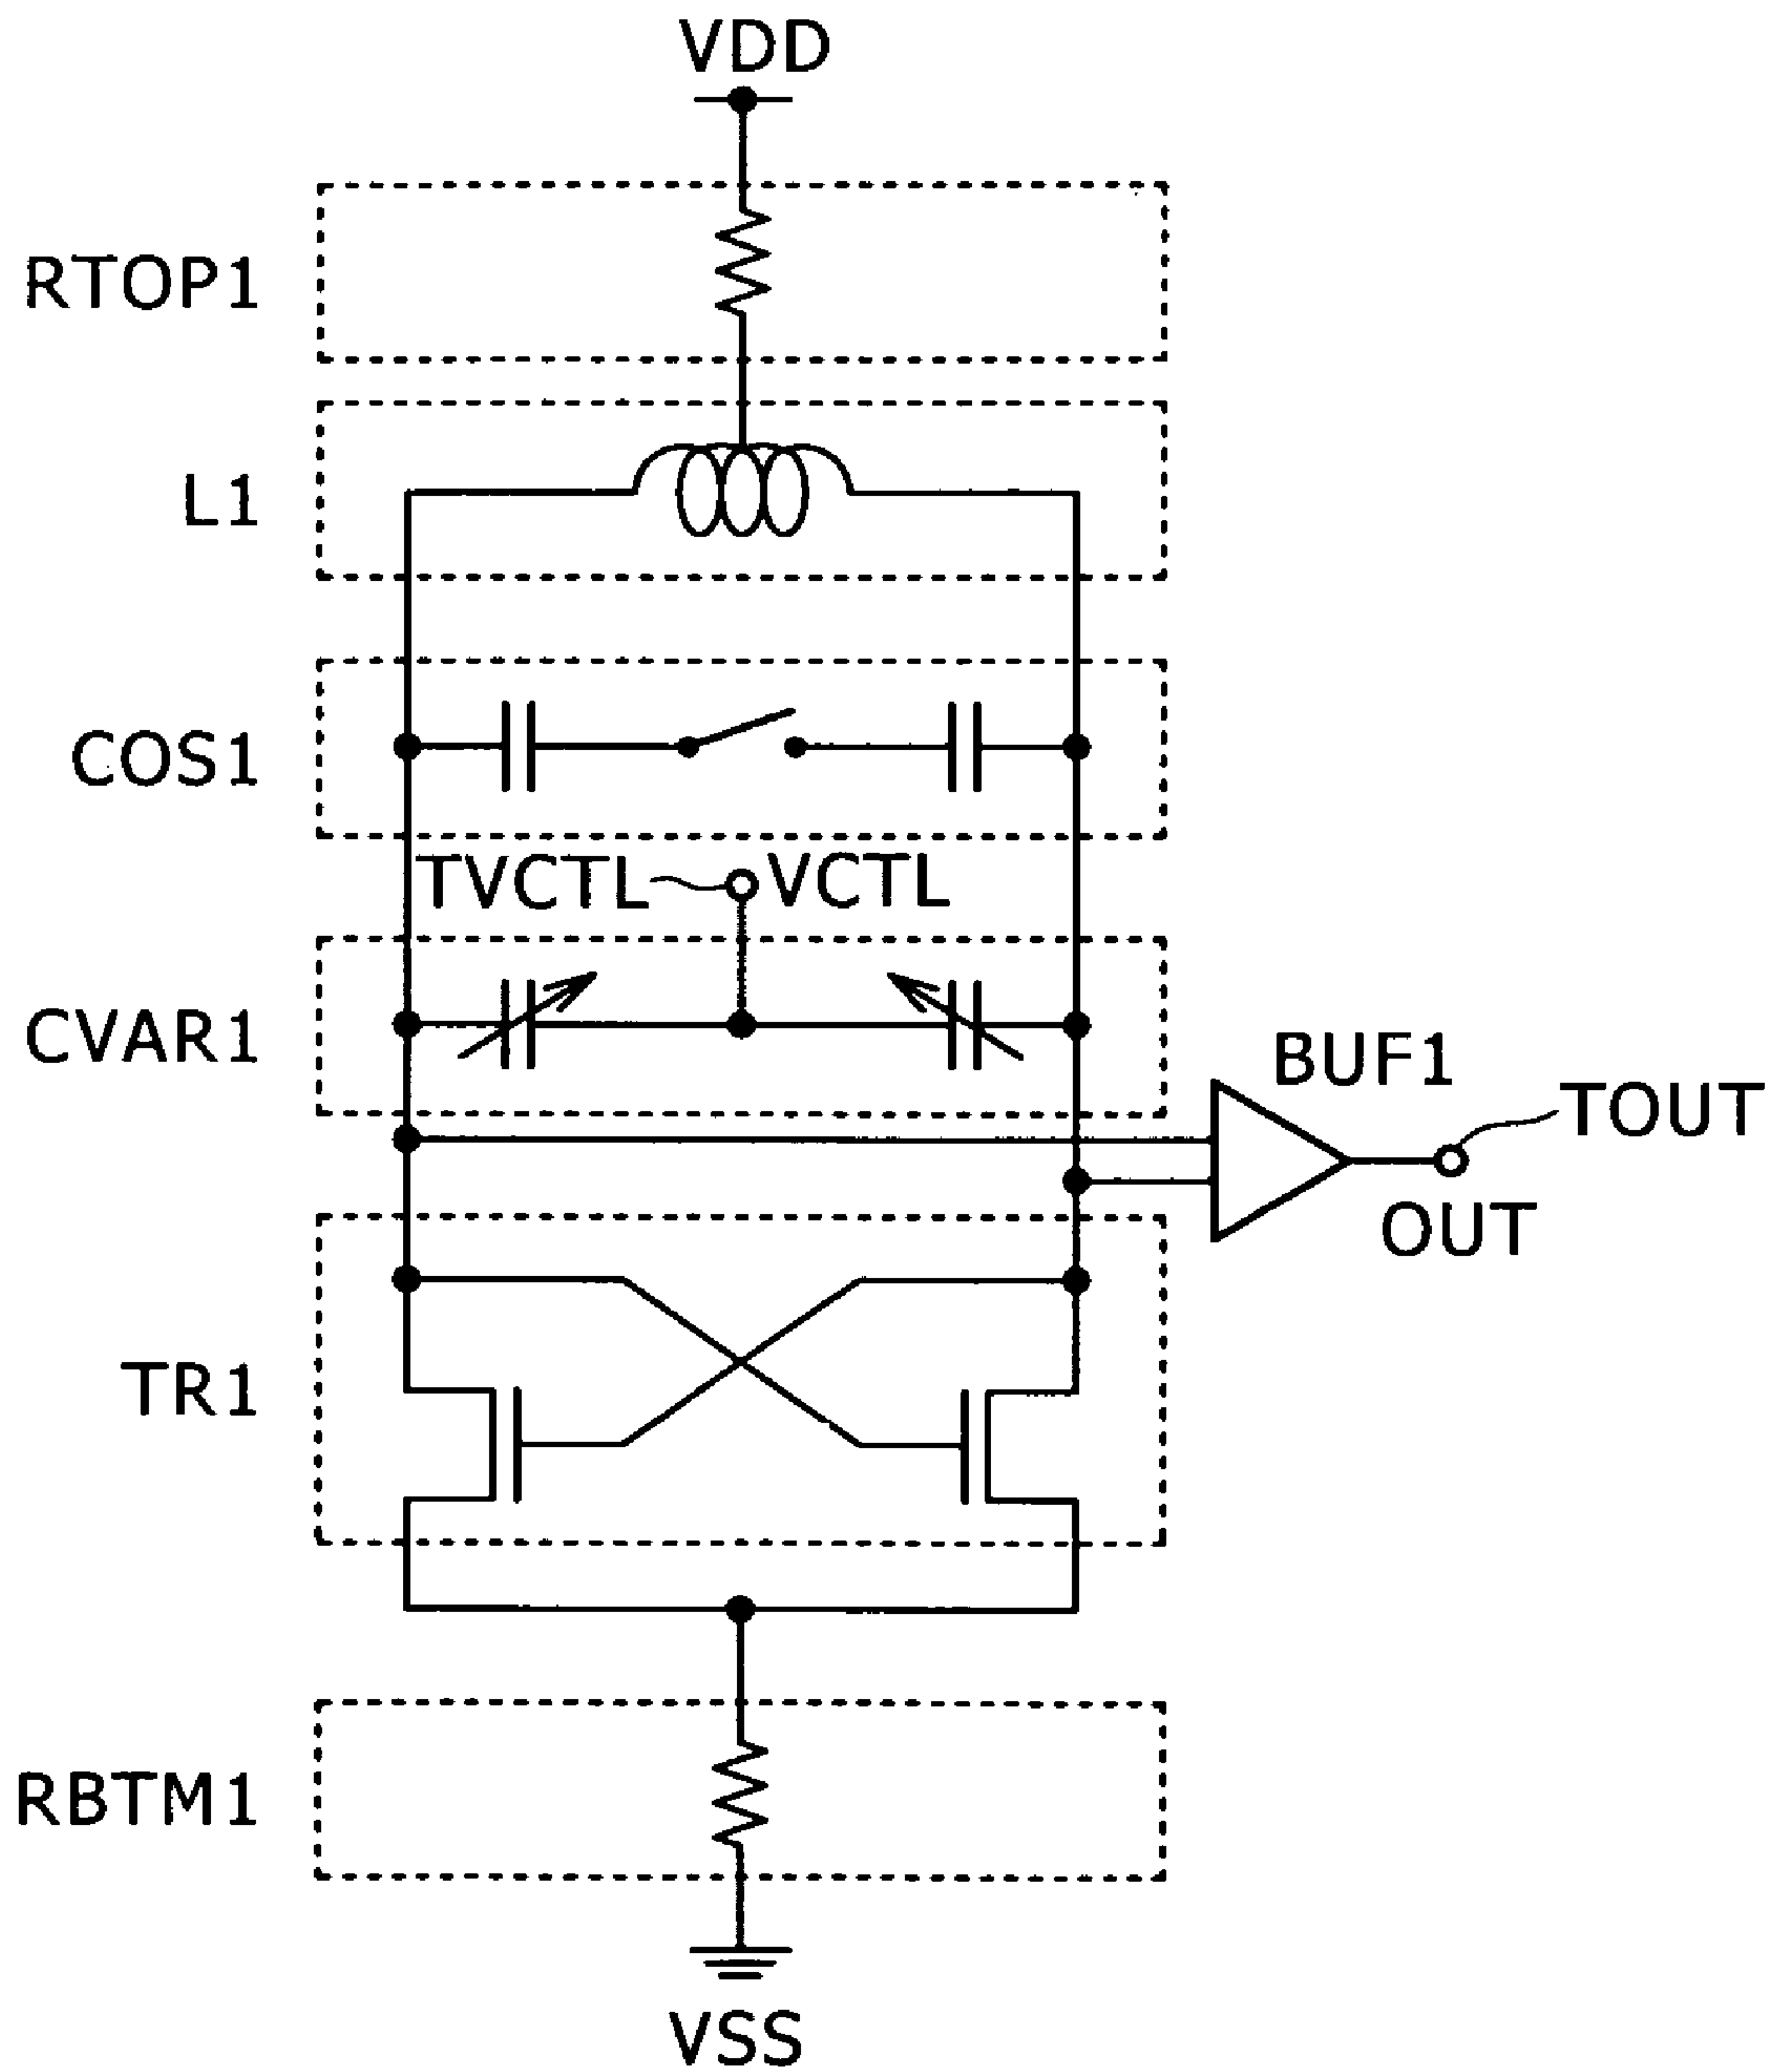 VDD
RTOP1
L1
COS1
TVCTL VCTL
CVAR1
BUF1
TOUT
OUT
TR1
RBTM1
VSS